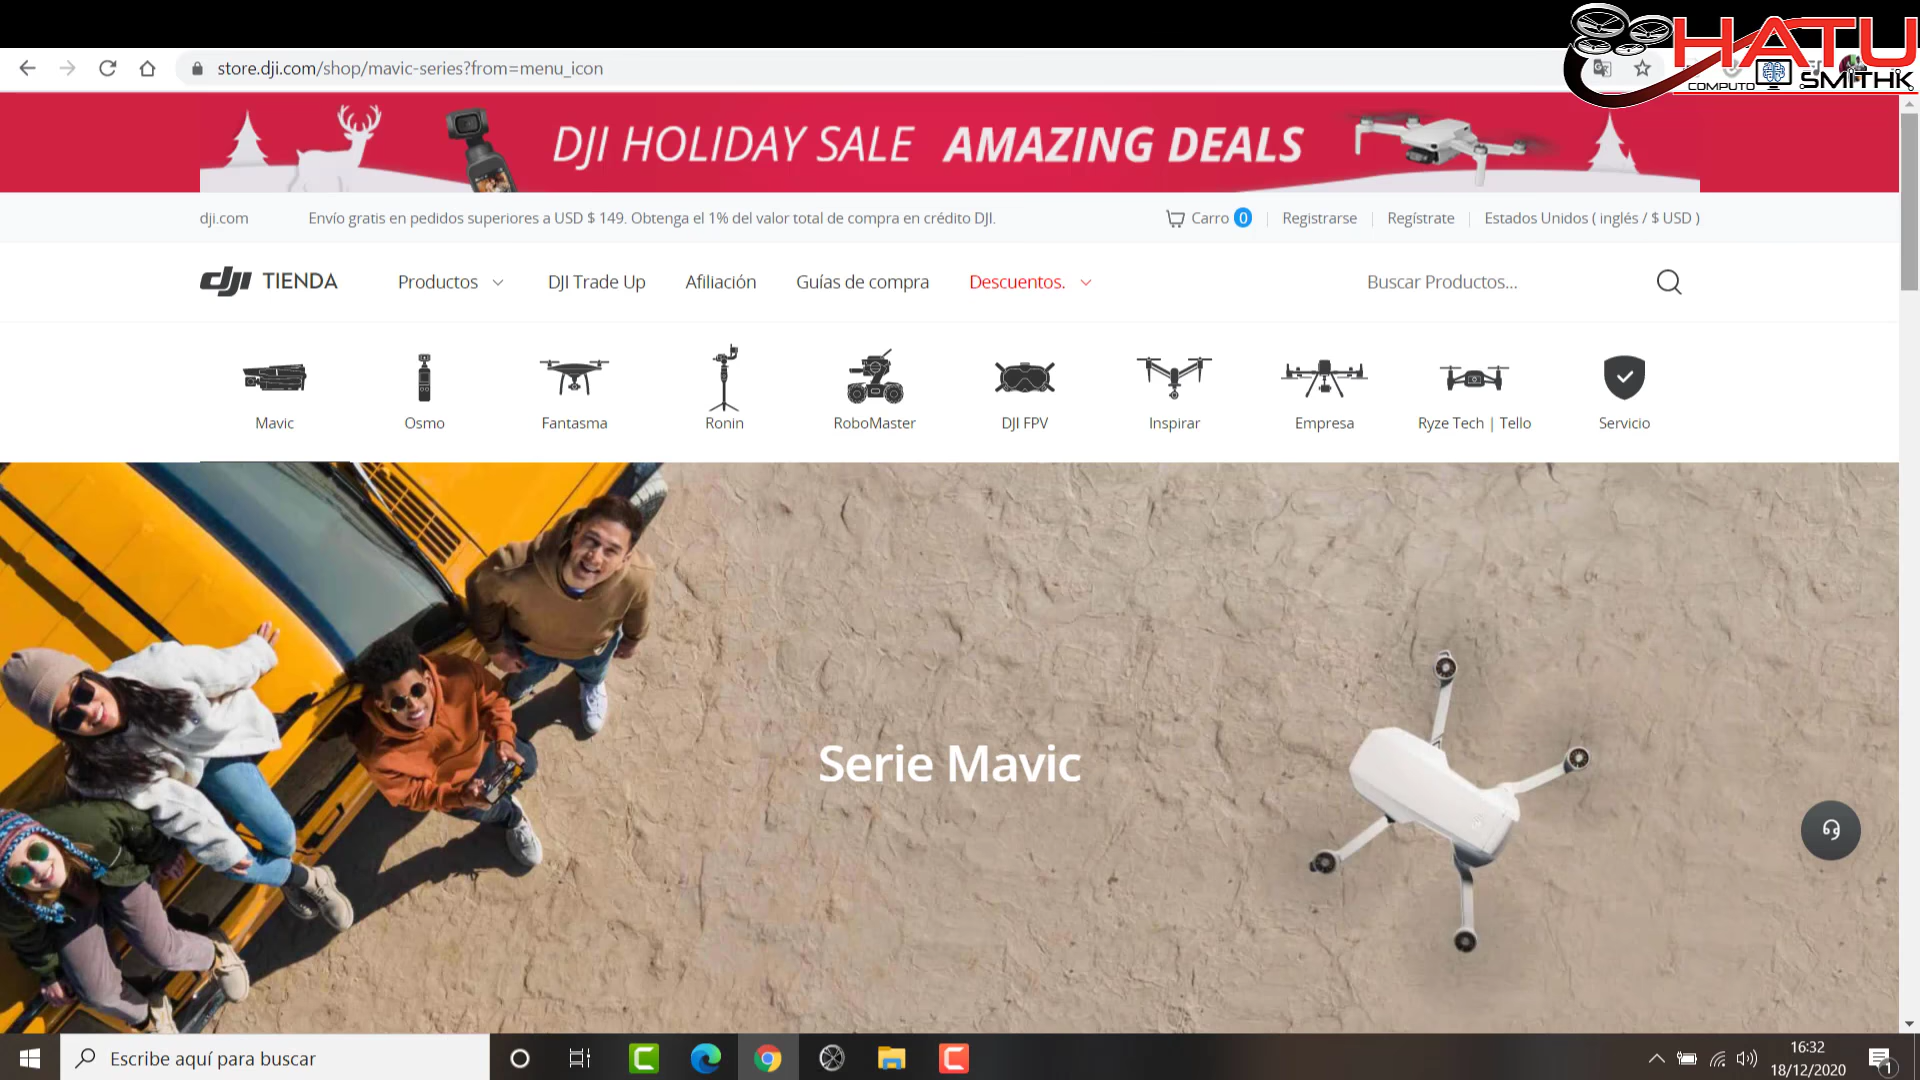 HATU
COMPUTO SMITHK
store.dji.com/shop/mavic-series?from=menu_icon
DJI HOLIDAY SALE AMAZING DEALS
dji.com Envío gratis en pedidos superiores a USD $ 149. Obtenga el 1% del valor total de compra en crédito DJI. Carro 0 Registrarse Regístrate Estados Unidos ( inglés / $ USD )
dji TIENDA Productos DJI Trade Up Afiliación Guías de compra Descuentos. Buscar Productos...
Mavic Osmo Fantasma Ronin RoboMaster DJI FPV Inspirar Empresa Ryze Tech | Tello Servicio
Serie Mavic
Escribe aquí para buscar
16:32
18/12/2020
1